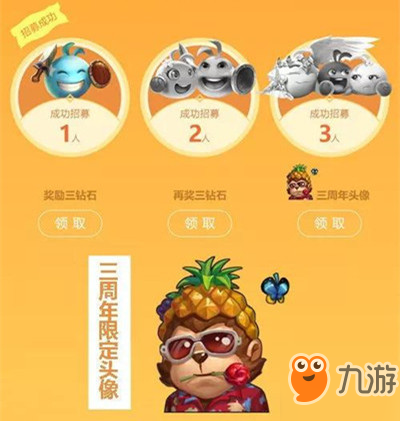 招募成功
成功招募
1人
成功招募
2人
成功招募
3人
奖励三钻石
再奖三钻石
三周年头像
领取
领取
领取
三周年限定头像
九游